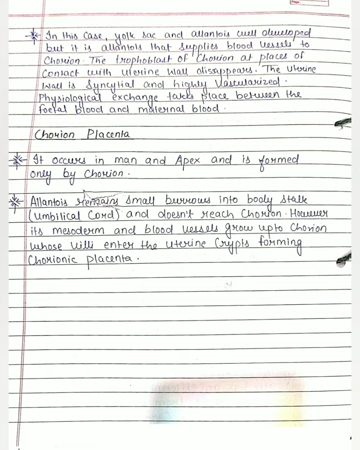 In this case, yolk sac and allantois well developed
but it is allantois that supplies blood vessels to
Chorion. The trophoblast of Chorion at places of
Contact with uterine wall disappears. The uterine
wall is Syncytial and highly Vascularized.
Physiological exchange takes place between the
foetal blood and maternal blood.
Chorion Placenta
It occurs in man and Apex and is formed
only by Chorion.
Allantois remains small burrows into body stalk
(Umbilical Cord) and doesn't reach Chorion. However
its mesoderm and blood vessels grow upto Chorion
whose villi enter the uterine Crypts forming
Chorionic placenta.